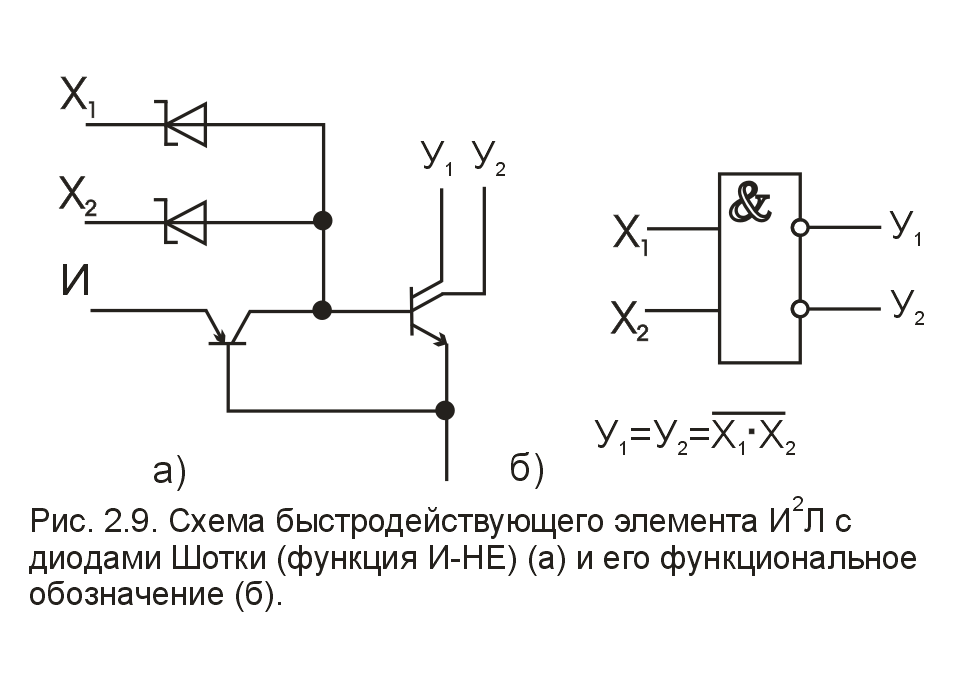 X1
X2
И
У1 У2
а)
&
X1
X2
У1
У2
У1=У2=X1·X2
б)
Рис. 2.9. Схема быстродействующего элемента И2Л с
диодами Шотки (функция И-НЕ) (а) и его функциональное
обозначение (б).